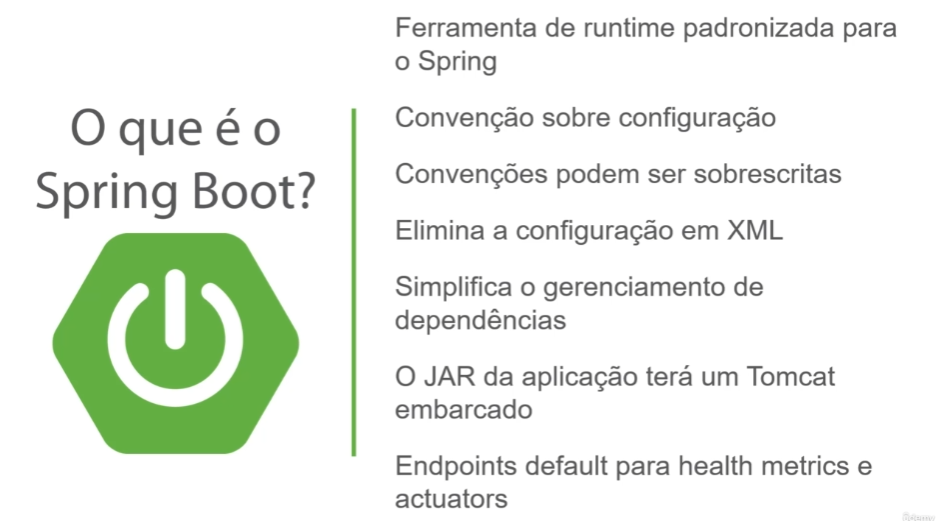 O que é o
Spring Boot?
Ferramenta de runtime padronizada para
o Spring
Convenção sobre configuração
Convenções podem ser sobrescritas
Elimina a configuração em XML
Simplifica o gerenciamento de
dependências
O JAR da aplicação terá um Tomcat
embarcado
Endpoints default para health metrics e
actuators